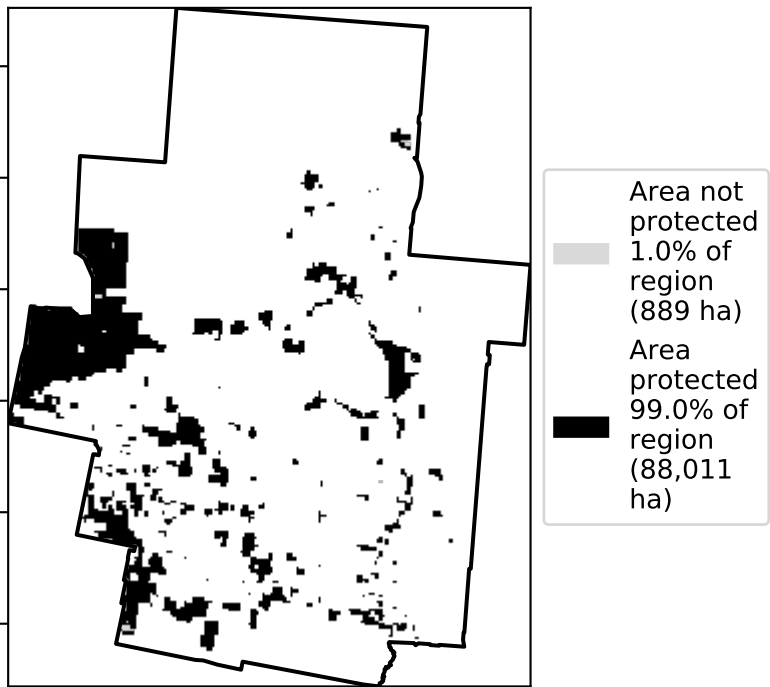 Area not
protected
1.0% of
region
(889 ha)
Area
protected
99.0% of
region
(88,011
ha)